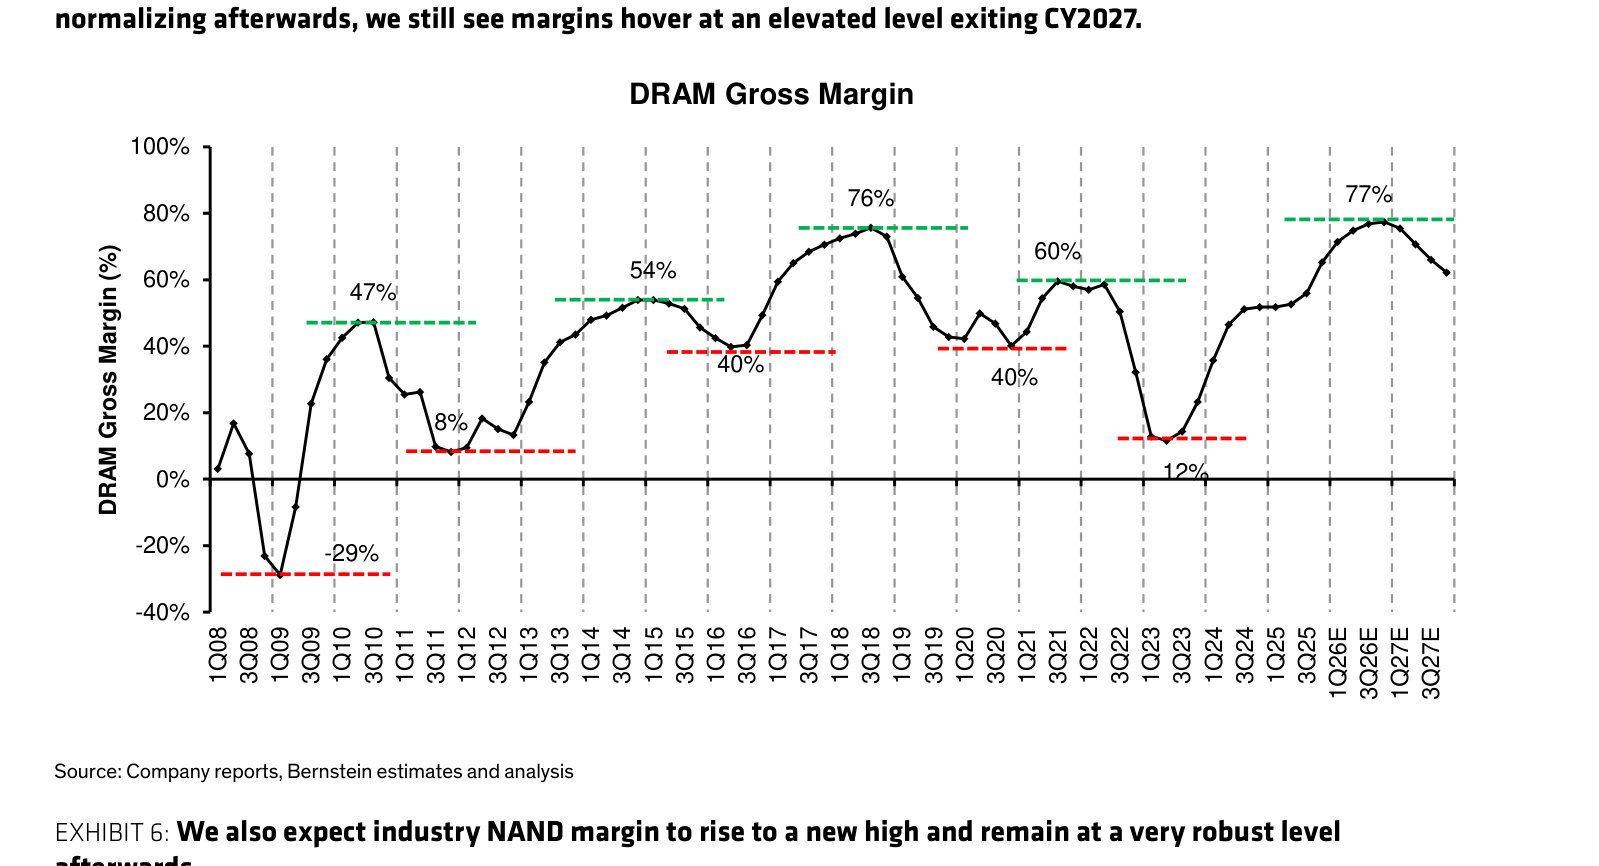 normalizing afterwards, we still see margins hover at an elevated level exiting CY2027.
DRAM Gross Margin
DRAM Gross Margin (%)
100%
80%
60%
40%
20%
0%
-20%
-40%
-29%
47%
8%
54%
40%
76%
40%
60%
12%
77%
1Q08
3Q08
1Q09
3Q09
1Q10
3Q10
1Q11
3Q11
1Q12
3Q12
1Q13
3Q13
1Q14
3Q14
1Q15
3Q15
1Q16
3Q16
1Q17
3Q17
1Q18
3Q18
1Q19
3Q19
1Q20
3Q20
1Q21
3Q21
1Q22
3Q22
1Q23
3Q23
1Q24
3Q24
1Q25
3Q25
1Q26E
3Q26E
1Q27E
3Q27E
Source: Company reports, Bernstein estimates and analysis
EXHIBIT 6: We also expect industry NAND margin to rise to a new high and remain at a very robust level
afterwards